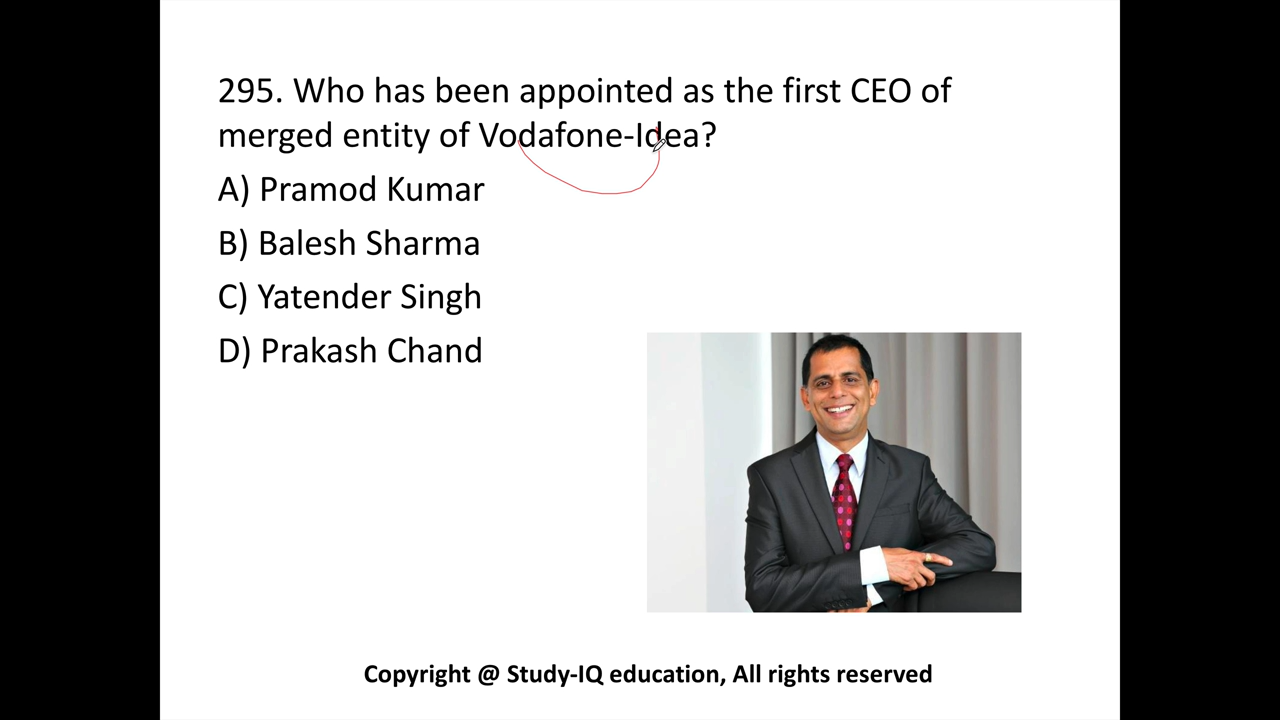 295. Who has been appointed as the first CEO of
merged entity of Vodafone-Idea?
A) Pramod Kumar
B) Balesh Sharma
C) Yatender Singh
D) Prakash Chand
Copyright @ Study-IQ education, All rights reserved